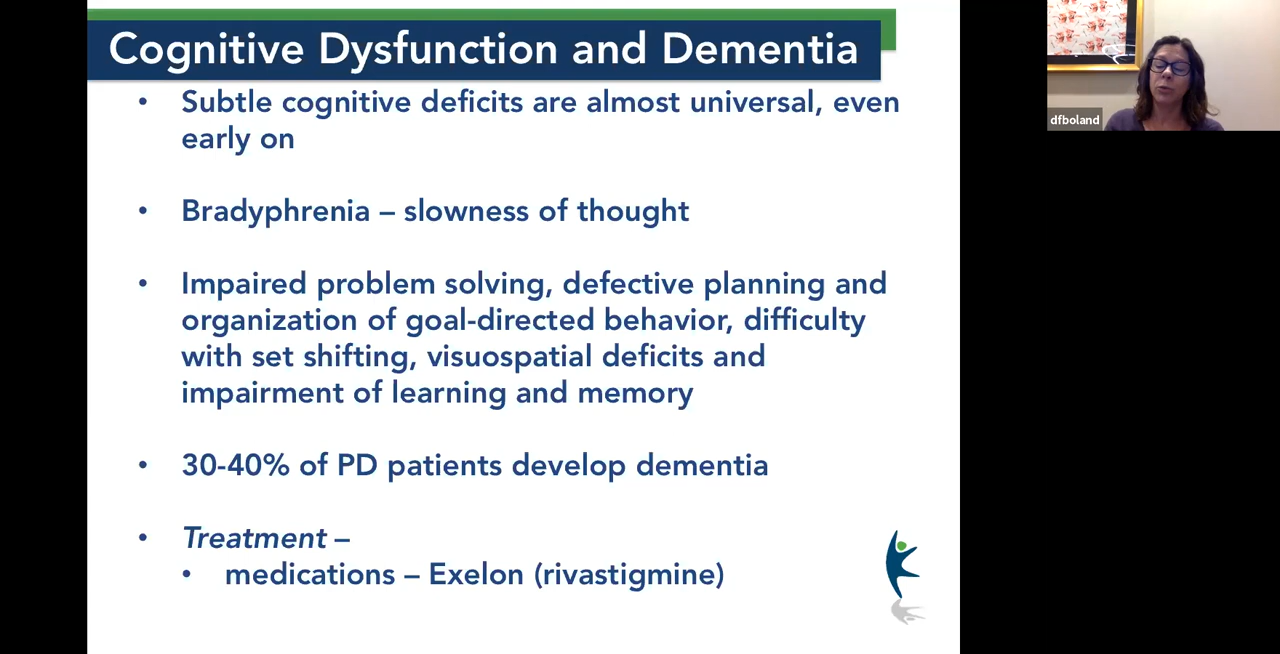 Cognitive Dysfunction and Dementia
• Subtle cognitive deficits are almost universal, even
early on
• Bradyphrenia – slowness of thought
• Impaired problem solving, defective planning and
organization of goal-directed behavior, difficulty
with set shifting, visuospatial deficits and
impairment of learning and memory
• 30-40% of PD patients develop dementia
• Treatment –
• medications – Exelon (rivastigmine)
dfboland